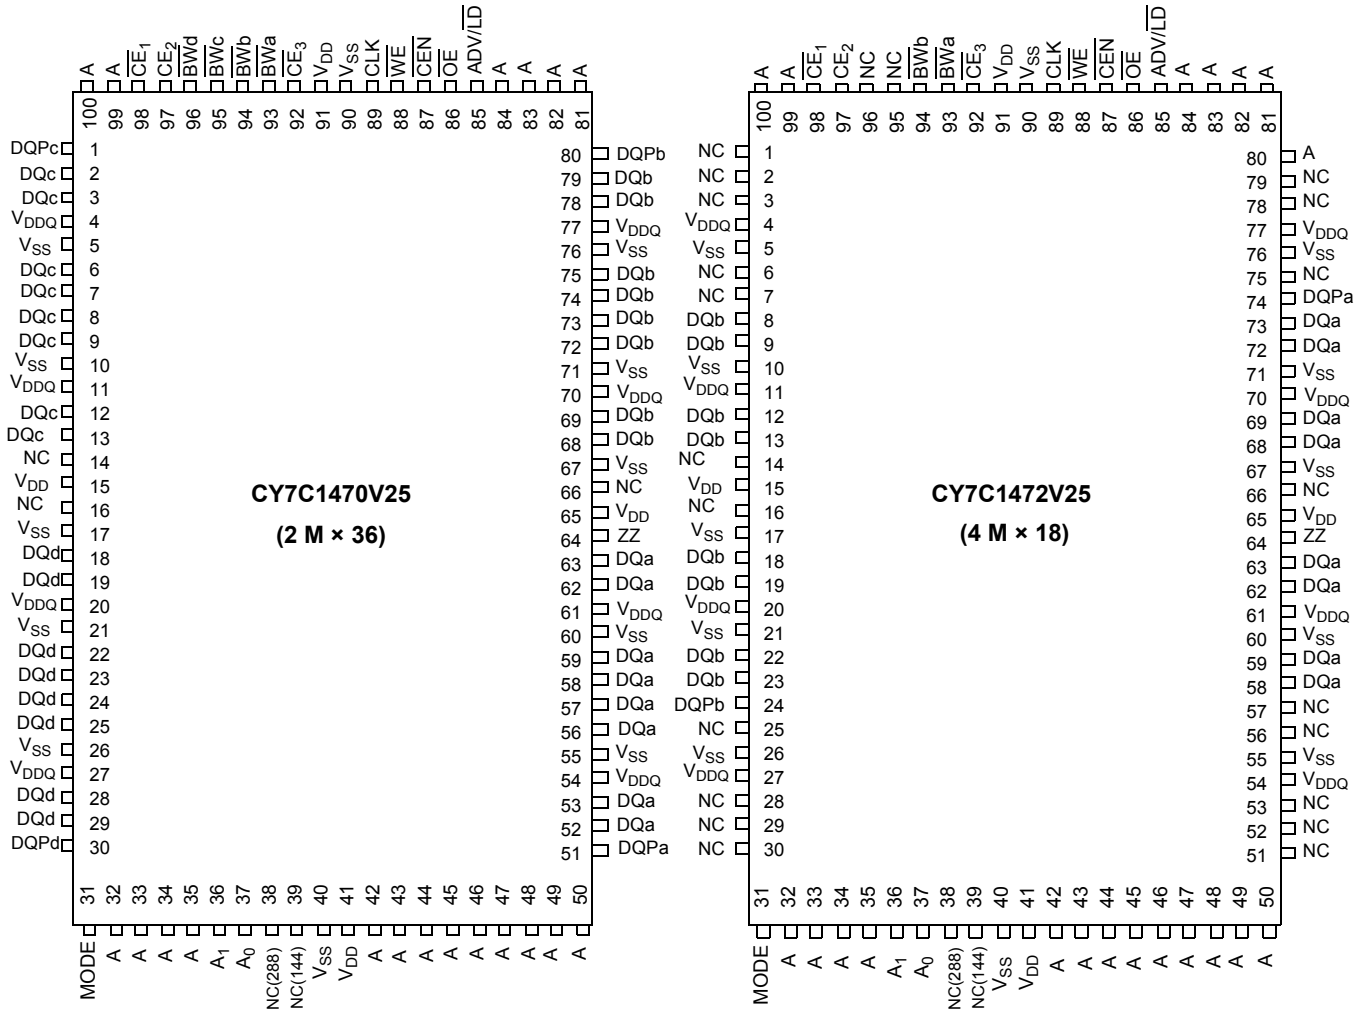 A A CE1 CE2 BWd BWc BWb BWa CE3 VDD VSS CLK WE CEN OE ADV/LD A A A A
100 99 98 97 96 95 94 93 92 91 90 89 88 87 86 85 84 83 82 81
DQPc 1
DQc 2
DQc 3
VDDQ 4
VSS 5
DQc 6
DQc 7
DQc 8
DQc 9
VSS 10
VDDQ 11
DQc 12
DQc 13
NC 14
VDD 15
NC 16
VSS 17
DQd 18
DQd 19
VDDQ 20
VSS 21
DQd 22
DQd 23
DQd 24
DQd 25
VSS 26
VDDQ 27
DQd 28
DQd 29
DQPd 30
CY7C1470V25
(2 M × 36)
80 DQPb
79 DQb
78 DQb
77 VDDQ
76 VSS
75 DQb
74 DQb
73 DQb
72 DQb
71 VSS
70 VDDQ
69 DQb
68 DQb
67 VSS
66 NC
65 VDD
64 ZZ
63 DQa
62 DQa
61 VDDQ
60 VSS
59 DQa
58 DQa
57 DQa
56 DQa
55 VSS
54 VDDQ
53 DQa
52 DQa
51 DQPa
31 32 33 34 35 36 37 38 39 40 41 42 43 44 45 46 47 48 49 50
MODE A A A A A1 A0 NC(288) NC(144) VSS VDD A A A A A A A A A
A A CE1 CE2 NC NC BWb BWa CE3 VDD VSS CLK WE CEN OE ADV/LD A A A A
100 99 98 97 96 95 94 93 92 91 90 89 88 87 86 85 84 83 82 81
NC 1
NC 2
NC 3
VDDQ 4
VSS 5
NC 6
NC 7
DQb 8
DQb 9
VSS 10
VDDQ 11
DQb 12
DQb 13
NC 14
VDD 15
NC 16
VSS 17
DQb 18
DQb 19
VDDQ 20
VSS 21
DQb 22
DQb 23
DQPb 24
NC 25
VSS 26
VDDQ 27
NC 28
NC 29
NC 30
CY7C1472V25
(4 M × 18)
80 A
79 NC
78 NC
77 VDDQ
76 VSS
75 NC
74 DQPa
73 DQa
72 DQa
71 VSS
70 VDDQ
69 DQa
68 DQa
67 VSS
66 NC
65 VDD
64 ZZ
63 DQa
62 DQa
61 VDDQ
60 VSS
59 DQa
58 DQa
57 NC
56 NC
55 VSS
54 VDDQ
53 NC
52 NC
51 NC
31 32 33 34 35 36 37 38 39 40 41 42 43 44 45 46 47 48 49 50
MODE A A A A A1 A0 NC(288) NC(144) VSS VDD A A A A A A A A A